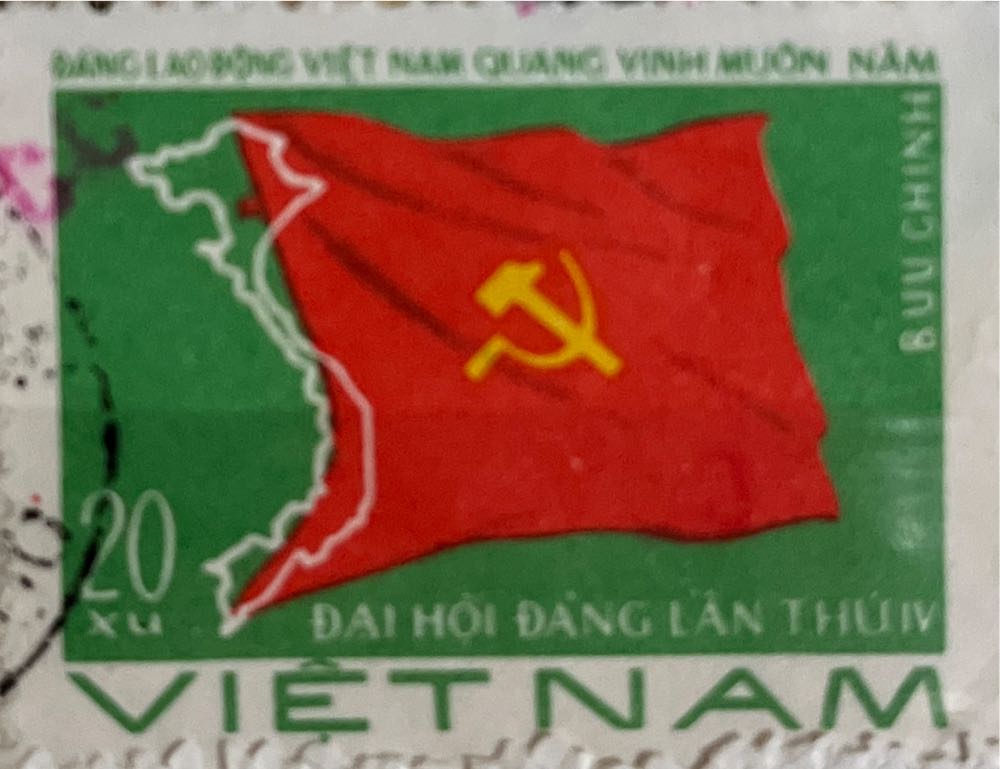 ĐẢNG LAO ĐỘNG VIỆT NAM QUANG VINH MUÔN NĂM
BƯU CHÍNH
20
XU
ĐẠI HỘI ĐẢNG LẦN THỨ IV
VIỆT NAM